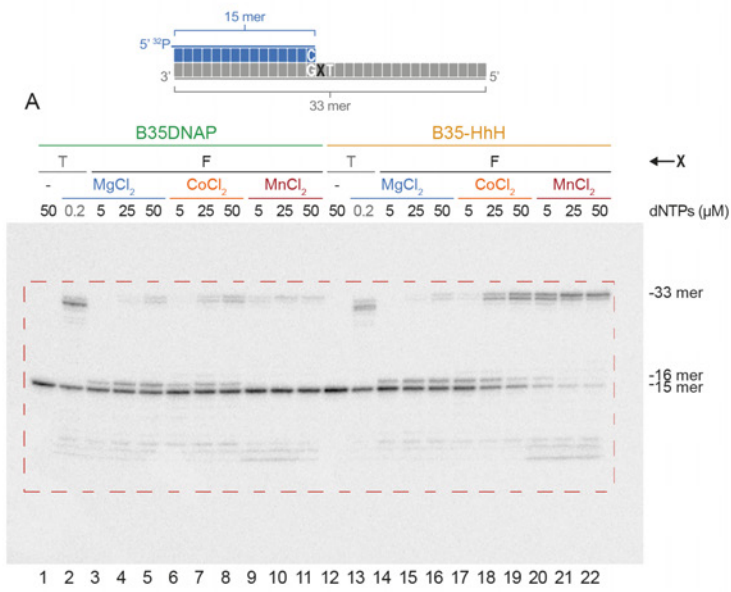 15 mer
5' ³²P
C
3' G X T 5'
33 mer
A
B35DNAP B35-HhH
T F T F ←X
- MgCl₂ CoCl₂ MnCl₂ - MgCl₂ CoCl₂ MnCl₂
50 0.2 5 25 50 5 25 50 5 25 50 50 0.2 5 25 50 5 25 50 5 25 50 dNTPs (µM)
-33 mer
-16 mer
-15 mer
1 2 3 4 5 6 7 8 9 10 11 12 13 14 15 16 17 18 19 20 21 22